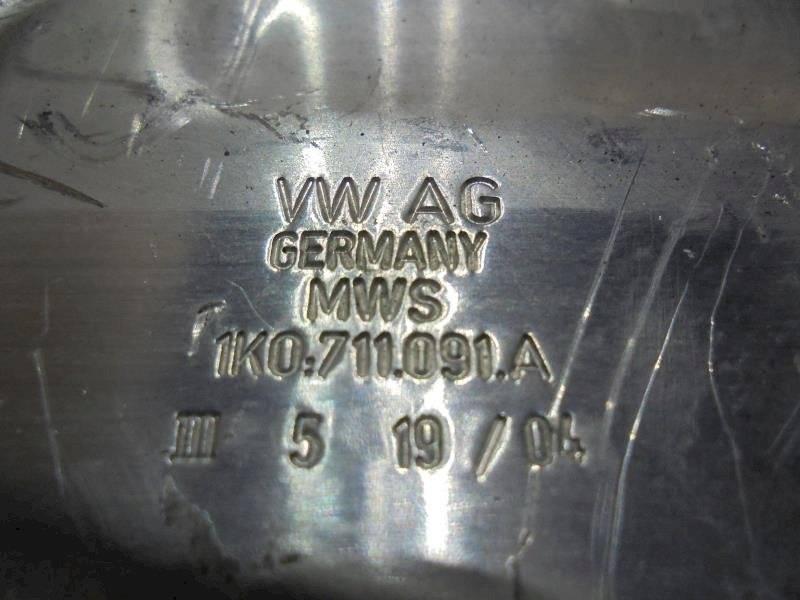 VW AG
GERMANY
MWS
1K0.711.091.A
III 5 19/04